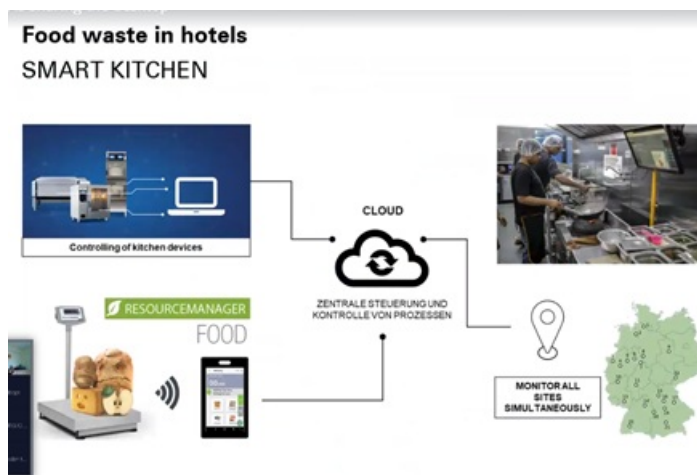 Food waste in hotels
SMART KITCHEN
Controlling of kitchen devices
CLOUD
ZENTRALE STEUERUNG UND
KONTROLLE VON PROZESSEN
RESOURCEMANAGER
FOOD
MONITOR ALL
SITES
SIMULTANEOUSLY